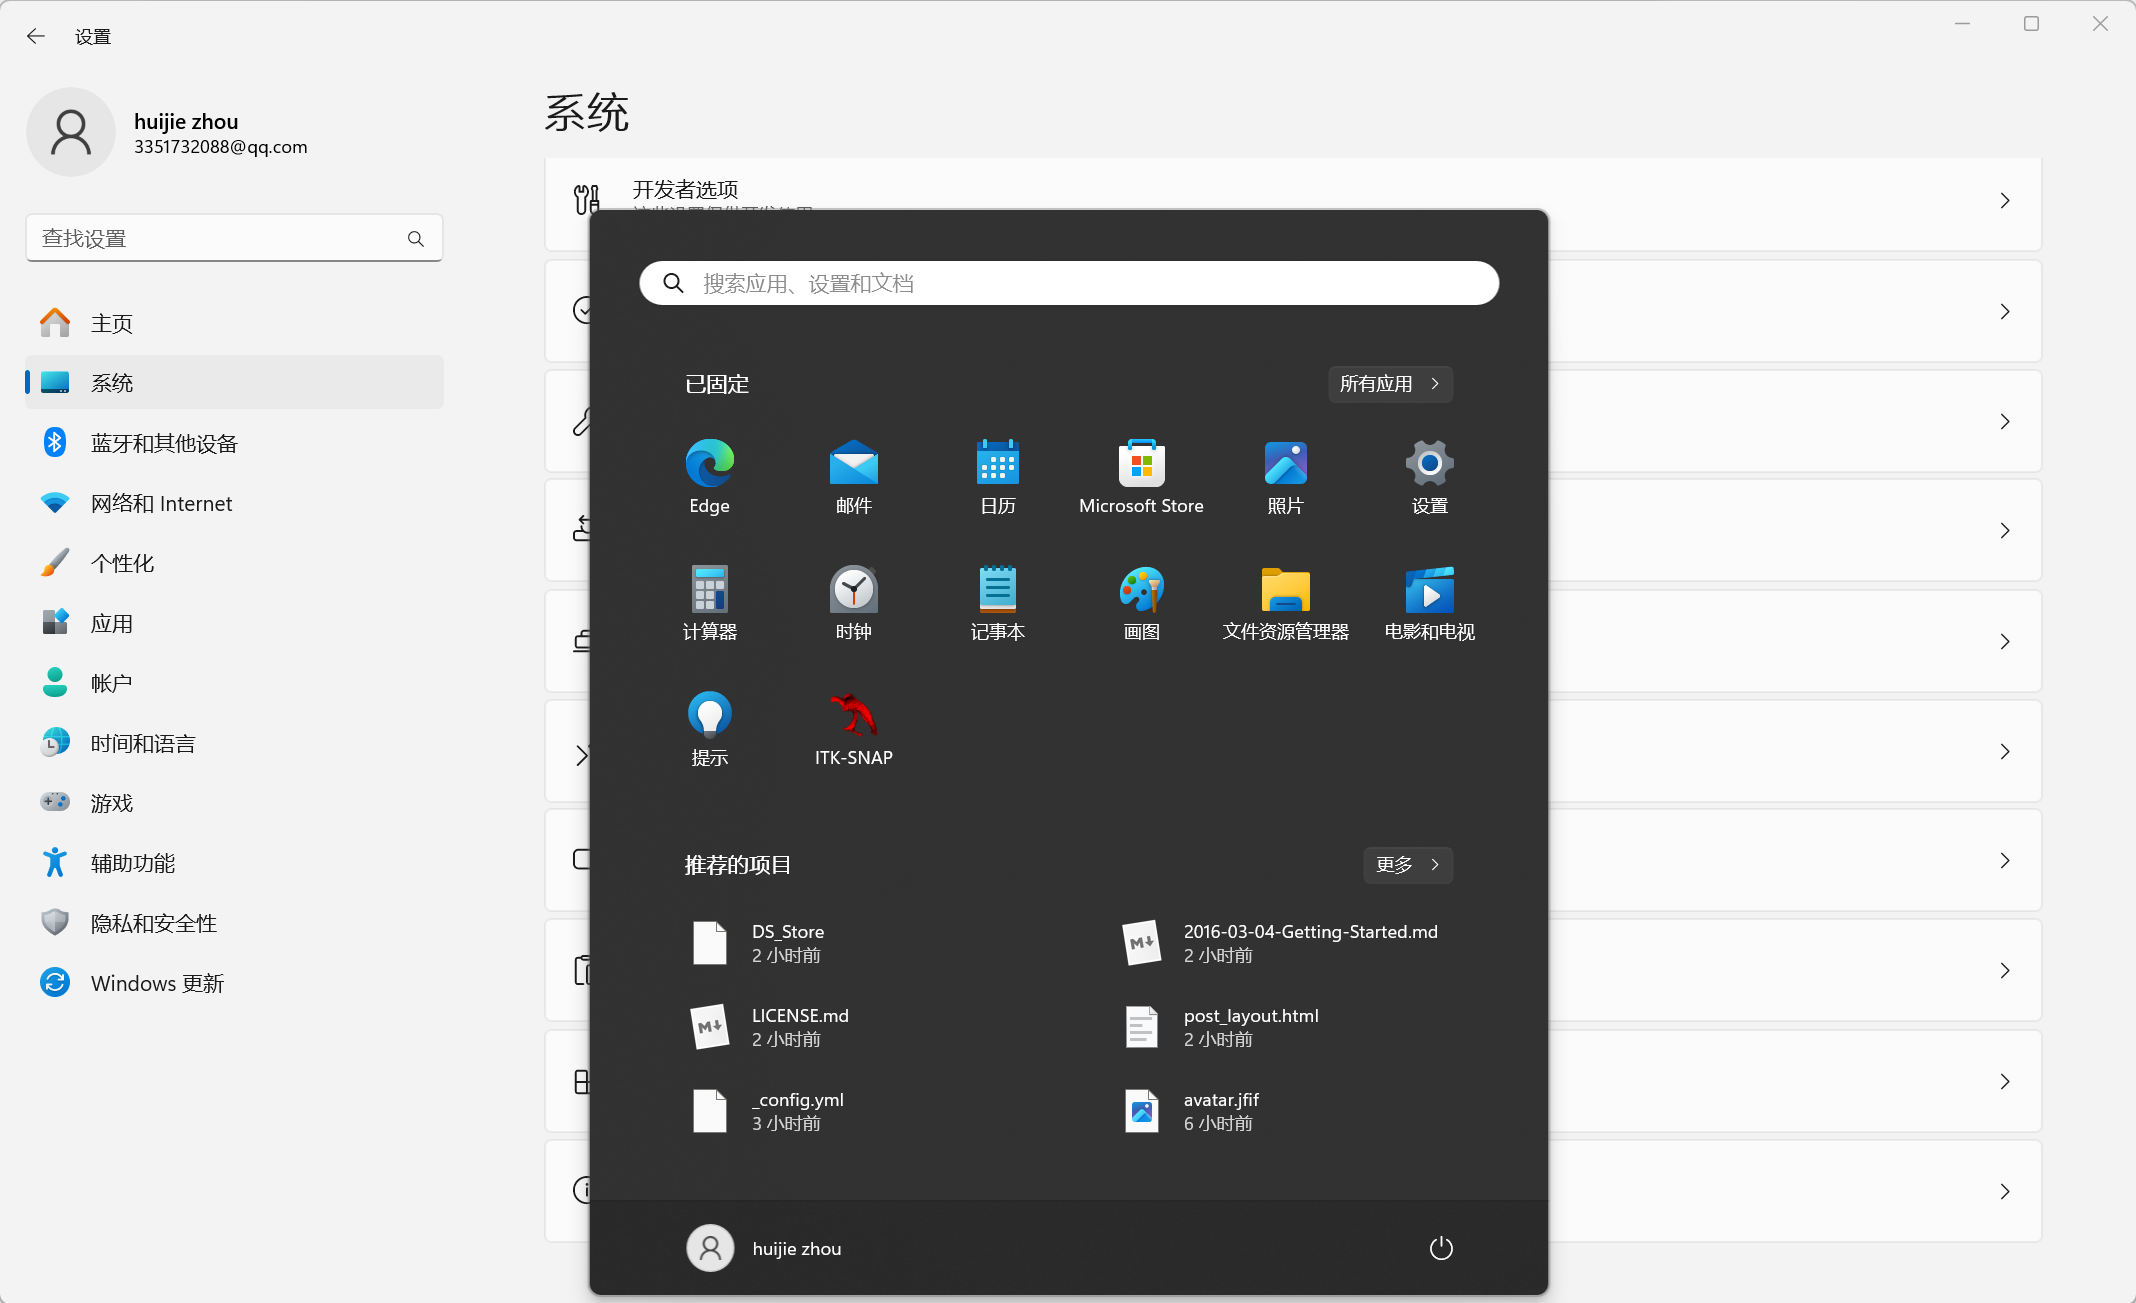 设置
huijie zhou
3351732088@qq.com
查找设置
主页
系统
蓝牙和其他设备
网络和 Internet
个性化
应用
帐户
时间和语言
游戏
辅助功能
隐私和安全性
Windows 更新
系统
开发者选项
搜索应用、设置和文档
已固定
所有应用
Edge
邮件
日历
Microsoft Store
照片
设置
计算器
时钟
记事本
画图
文件资源管理器
电影和电视
提示
ITK-SNAP
推荐的项目
更多
DS_Store
2 小时前
2016-03-04-Getting-Started.md
2 小时前
LICENSE.md
2 小时前
post_layout.html
2 小时前
_config.yml
3 小时前
avatar.jfif
6 小时前
huijie zhou